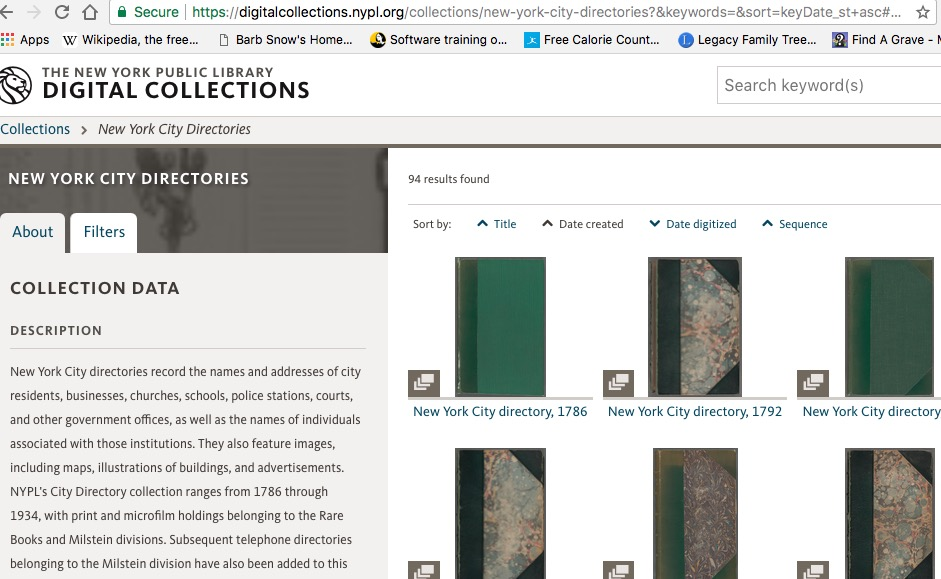 Secure https://digitalcollections.nypl.org/collections/new-york-city-directories?&keywords=&sort=keyDate_st+asc#...
Apps Wikipedia, the free... Barb Snow's Home... Software training o... Free Calorie Count... Legacy Family Tree... Find A Grave -
THE NEW YORK PUBLIC LIBRARY
DIGITAL COLLECTIONS
Search keyword(s)
Collections > New York City Directories
NEW YORK CITY DIRECTORIES
About Filters
COLLECTION DATA
DESCRIPTION
New York City directories record the names and addresses of city
residents, businesses, churches, schools, police stations, courts,
and other government offices, as well as the names of individuals
associated with those institutions. They also feature images,
including maps, illustrations of buildings, and advertisements.
NYPL's City Directory collection ranges from 1786 through
1934, with print and microfilm holdings belonging to the Rare
Books and Milstein divisions. Subsequent telephone directories
belonging to the Milstein division have also been added to this
94 results found
Sort by: Title Date created Date digitized Sequence
New York City directory, 1786 New York City directory, 1792 New York City directory